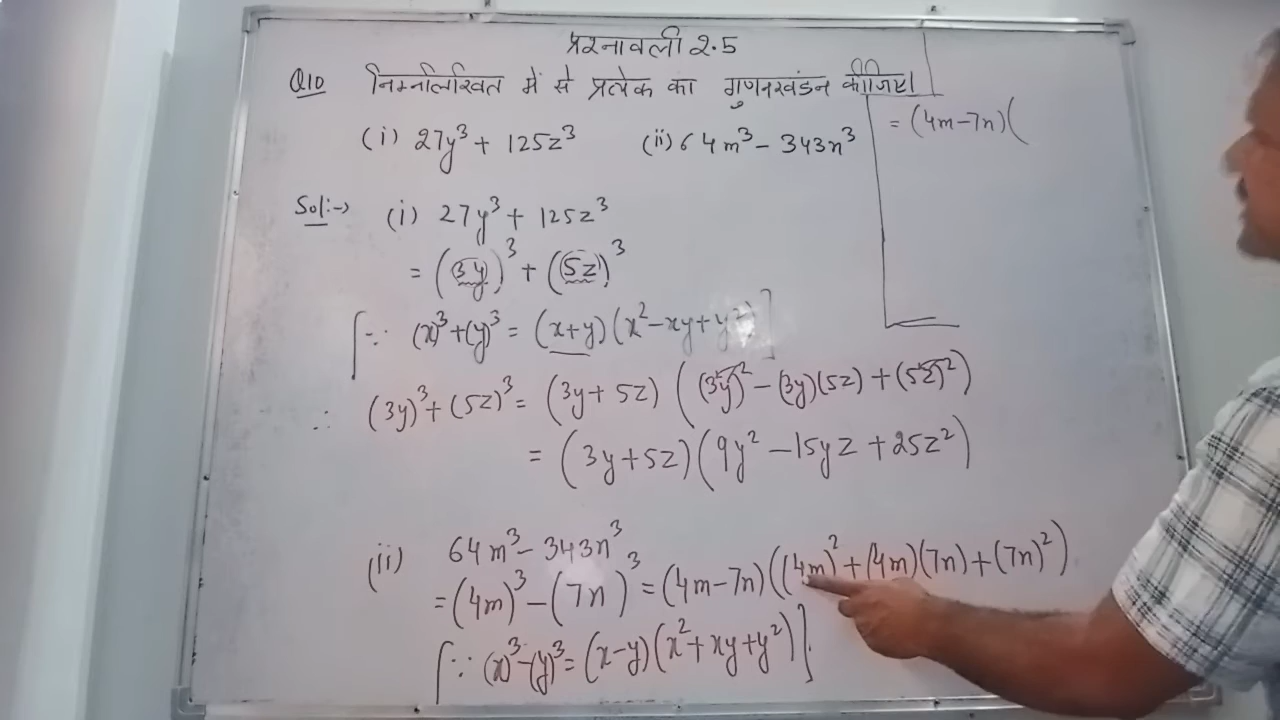 प्रश्नावली 2.5
Q10 निम्नलिखित में से प्रत्येक का गुणनखंडन कीजिए।
(i) 27y³ + 125z³ (ii) 64m³ - 343n³
Sol:→ (i) 27y³ + 125z³
= (3y)³ + (5z)³
[∵ (x)³+(y)³ = (x+y)(x²-xy+y²)]
∴ (3y)³+(5z)³ = (3y+5z)((3y)²-(3y)(5z)+(5z)²)
= (3y+5z)(9y²-15yz+25z²)
(ii) 64m³ - 343n³
= (4m)³-(7n)³ = (4m-7n)((4m)²+(4m)(7n)+(7n)²)
[∵ (x)³-(y)³ = (x-y)(x²+xy+y²)].
= (4m-7n)(